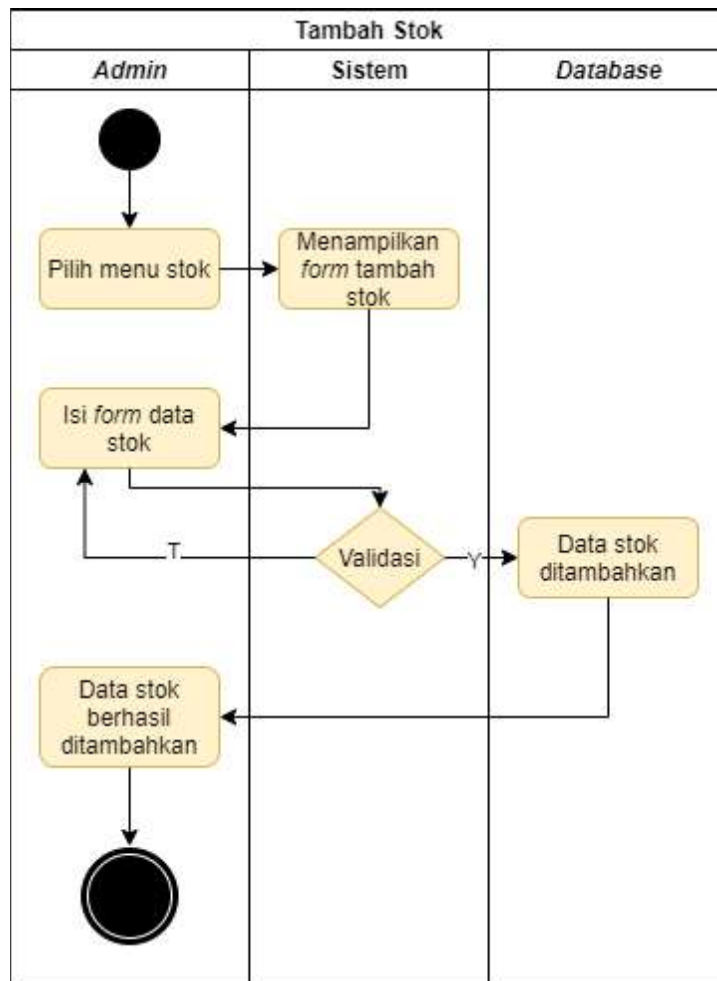 Tambah Stok
Admin
Sistem
Database
Pilih menu stok
Menampilkan
form tambah
stok
Isi form data
stok
T
Validasi
Y
Data stok
ditambahkan
Data stok
berhasil
ditambahkan